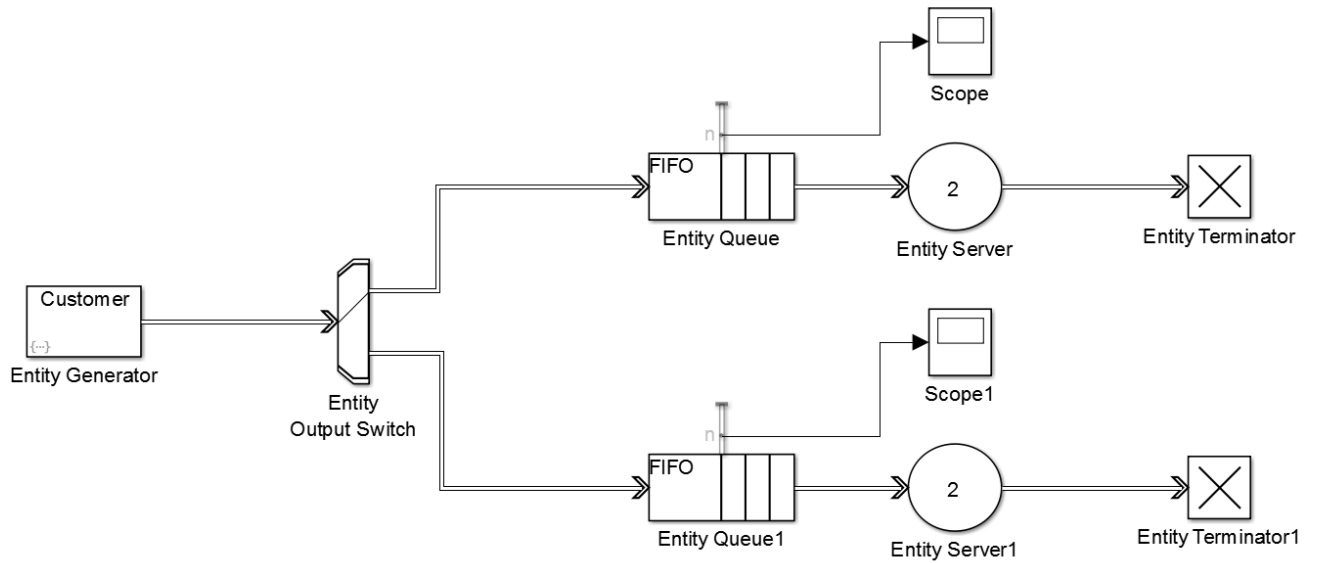 Scope
n
FIFO
2
Entity Queue
Entity Server
Entity Terminator
Customer
{...}
Entity Generator
Entity
Output Switch
Scope1
n
FIFO
2
Entity Queue1
Entity Server1
Entity Terminator1